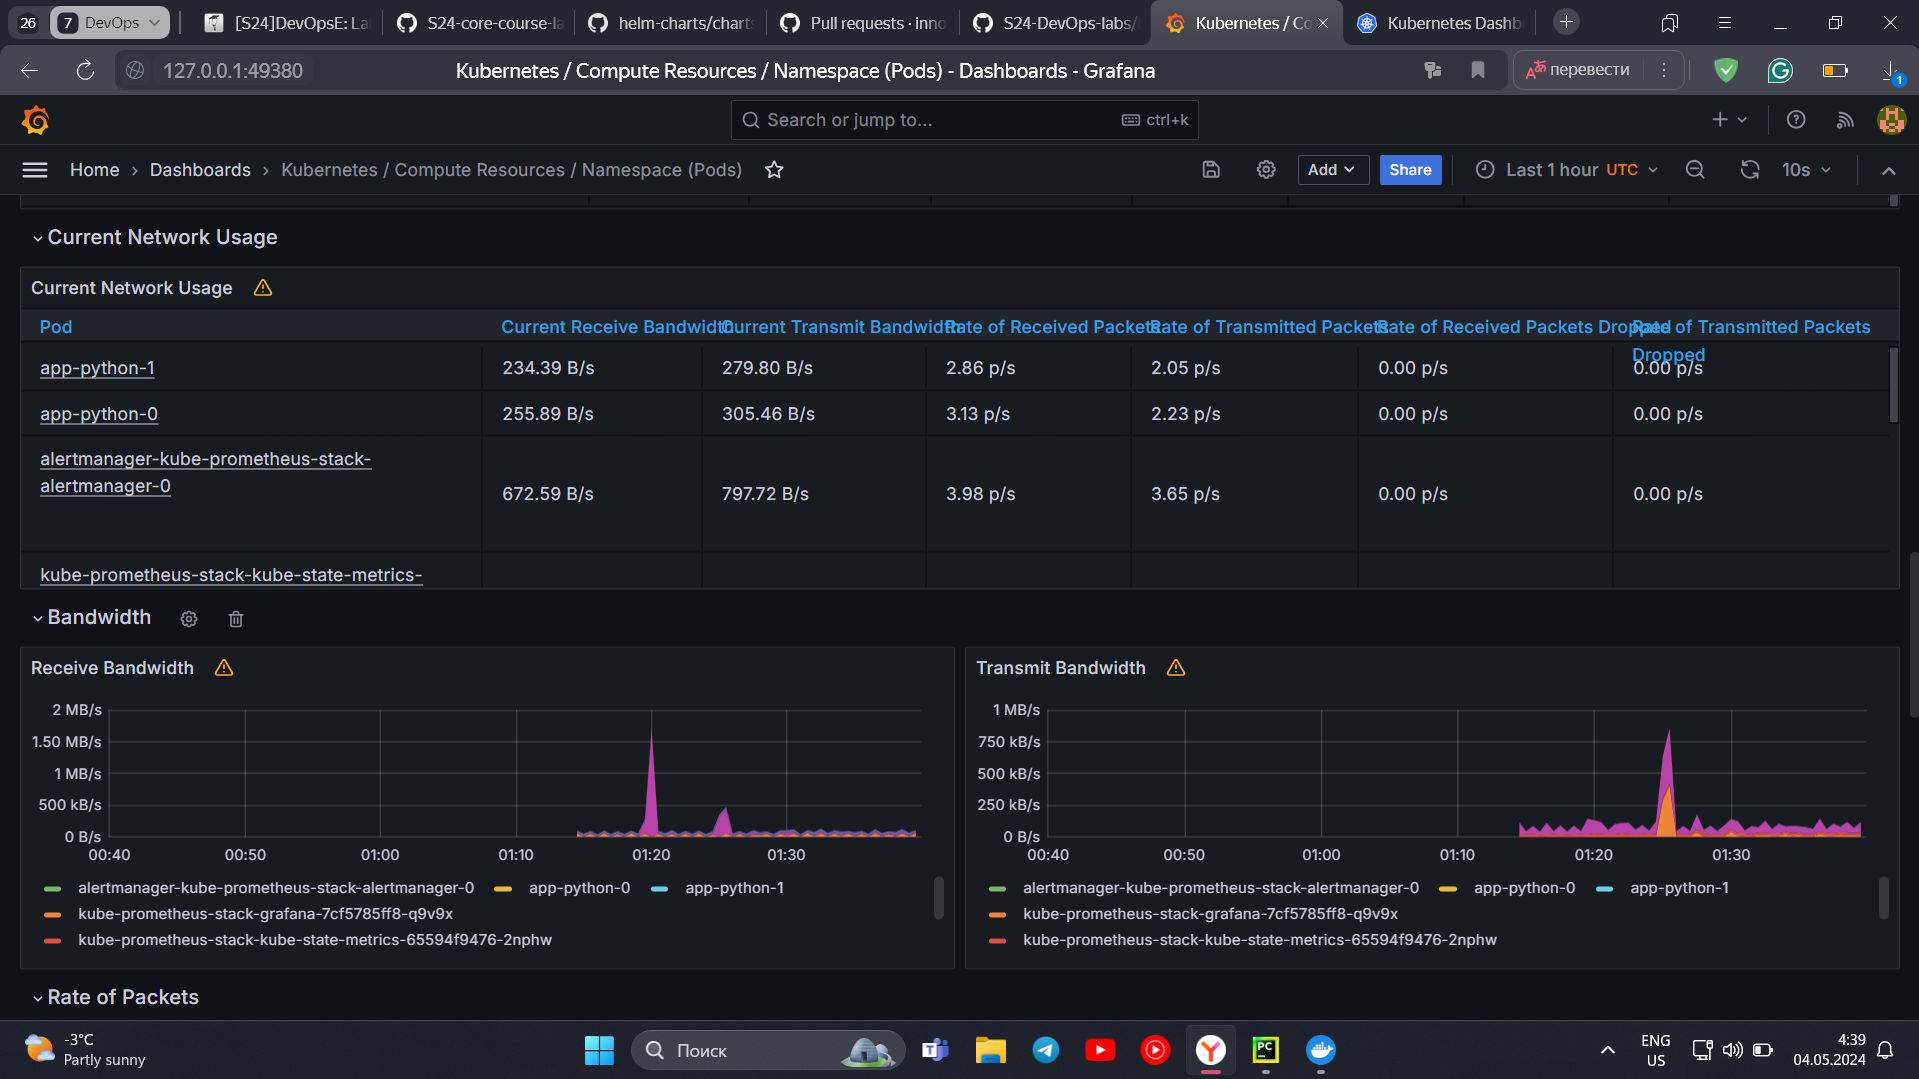 26
7 DevOps
[S24]DevOpsE: La
S24-core-course-la
helm-charts/charts
Pull requests · inno
S24-DevOps-labs/
Kubernetes / Co
Kubernetes Dashb
127.0.0.1:49380
Kubernetes / Compute Resources / Namespace (Pods) - Dashboards - Grafana
перевести
1
Search or jump to...
ctrl+k
Home › Dashboards › Kubernetes / Compute Resources / Namespace (Pods)
Add
Share
Last 1 hour UTC
10s
Current Network Usage
Current Network Usage
Pod Current Receive Bandwidth Current Transmit Bandwidth Rate of Received Packets Rate of Transmitted Packets Rate of Received Packets Dropped Rate of Transmitted Packets Dropped
app-python-1 234.39 B/s 279.80 B/s 2.86 p/s 2.05 p/s 0.00 p/s 0.00 p/s
app-python-0 255.89 B/s 305.46 B/s 3.13 p/s 2.23 p/s 0.00 p/s 0.00 p/s
alertmanager-kube-prometheus-stack-
alertmanager-0
672.59 B/s 797.72 B/s 3.98 p/s 3.65 p/s 0.00 p/s 0.00 p/s
kube-prometheus-stack-kube-state-metrics-
Bandwidth
Receive Bandwidth
2 MB/s
1.50 MB/s
1 MB/s
500 kB/s
0 B/s
00:40 00:50 01:00 01:10 01:20 01:30
alertmanager-kube-prometheus-stack-alertmanager-0 app-python-0 app-python-1
kube-prometheus-stack-grafana-7cf5785ff8-q9v9x
kube-prometheus-stack-kube-state-metrics-65594f9476-2nphw
Transmit Bandwidth
1 MB/s
750 kB/s
500 kB/s
250 kB/s
0 B/s
00:40 00:50 01:00 01:10 01:20 01:30
alertmanager-kube-prometheus-stack-alertmanager-0 app-python-0 app-python-1
kube-prometheus-stack-grafana-7cf5785ff8-q9v9x
kube-prometheus-stack-kube-state-metrics-65594f9476-2nphw
Rate of Packets
-3°C
Partly sunny
Поиск
PC
ENG
US
4:39
04.05.2024